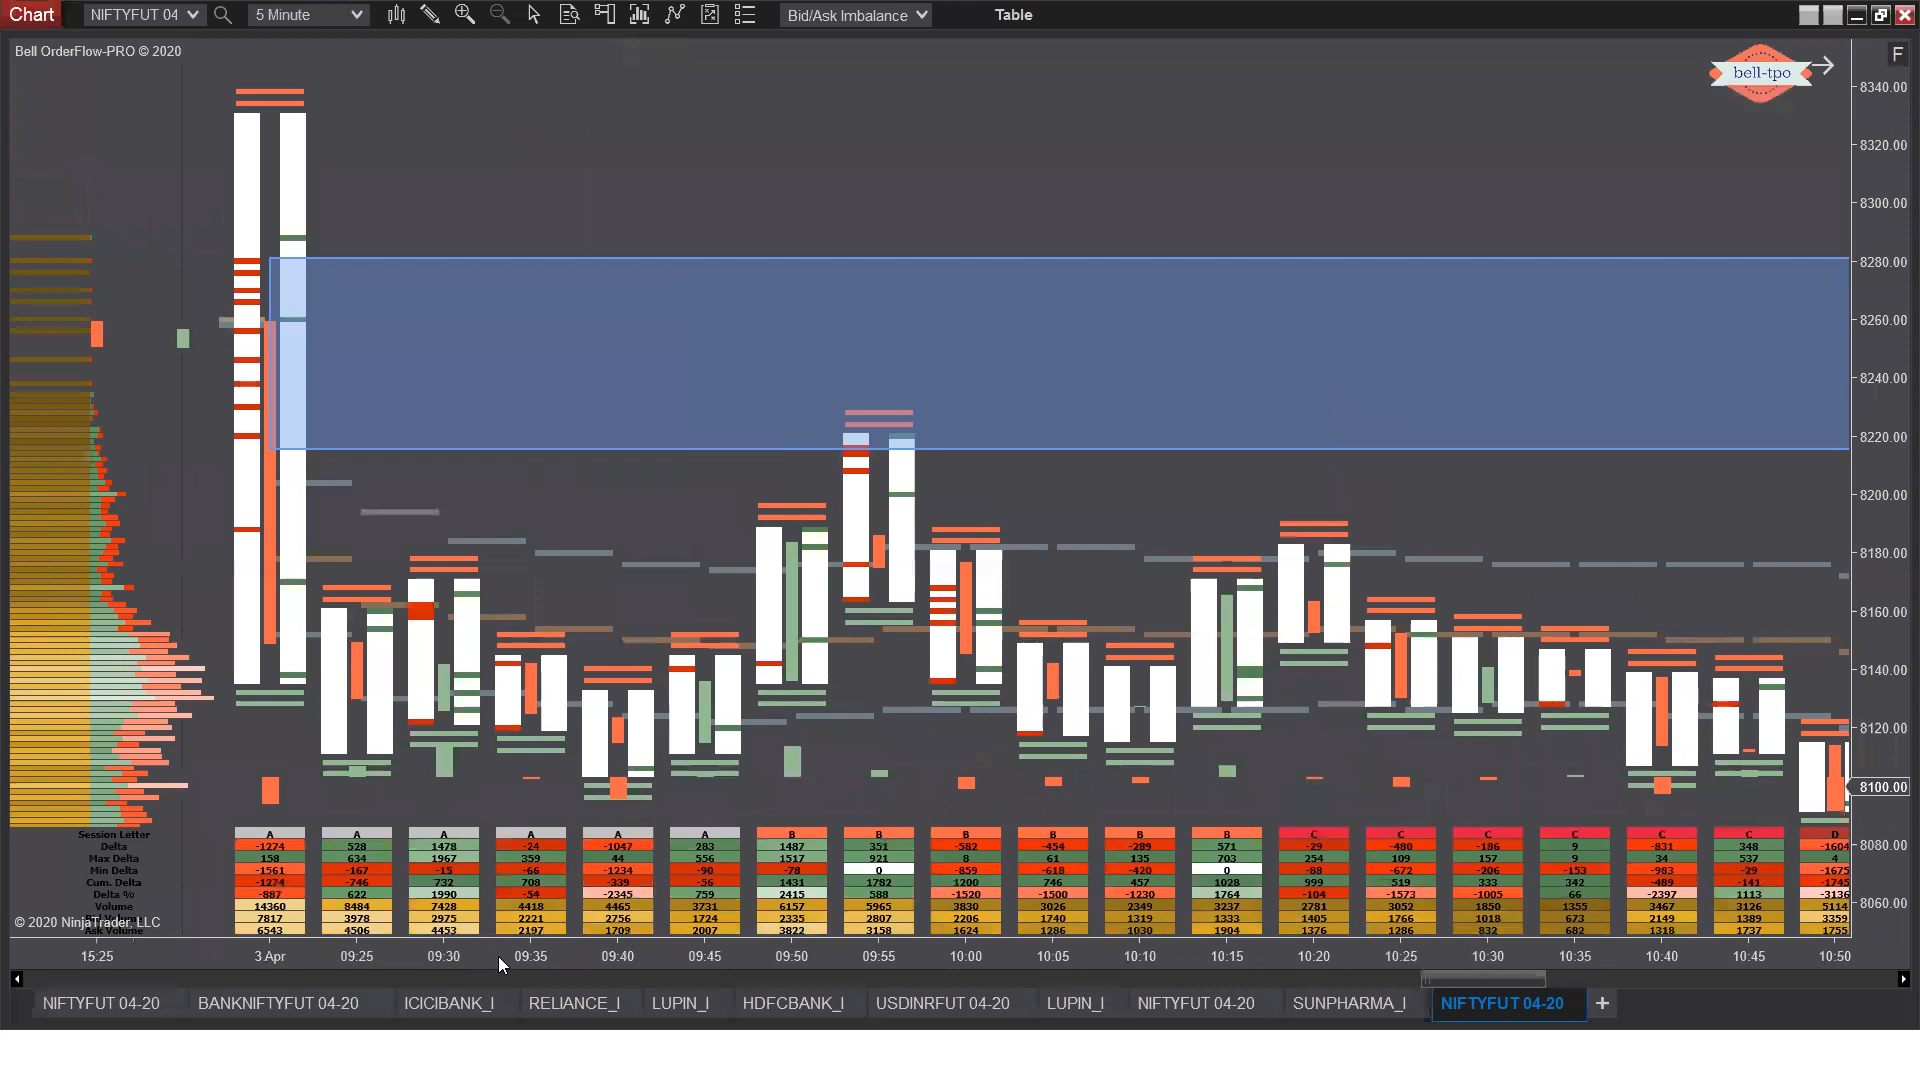 Chart NIFTYFUT 04 5 Minute Bid/Ask Imbalance Table
Bell OrderFlow-PRO © 2020
bell-tpo
F
8340.00
8320.00
8300.00
8280.00
8260.00
8240.00
8220.00
8200.00
8180.00
8160.00
8140.00
8120.00
8100.00
8080.00
8060.00
Session Letter A A A A A A B B B B B B C C C C C C D
Delta -1274 528 1478 -24 -1047 283 1487 351 -582 -454 -289 571 -29 -480 -186 9 -831 348 -1604
Max Delta 158 634 1967 359 44 556 1517 921 8 61 135 703 254 109 157 9 34 537 4
Min Delta -1561 -167 -15 -66 -1234 -90 -78 0 -859 -618 -420 0 -88 -672 -206 -153 -983 -29 -1675
Cum. Delta -1274 -746 732 708 -339 -56 1431 1782 1200 746 457 1028 999 519 333 342 -489 -141 -1745
Delta % -887 622 1990 -54 -2345 759 2415 588 -1520 -1500 -1230 1764 -104 -1573 -1005 66 -2397 1113 -3136
Volume 14360 8484 7428 4418 4465 3731 6157 5965 3830 3026 2349 3237 2781 3052 1850 1355 3467 3126 5114
7817 3978 2975 2221 2756 1724 2335 2807 2206 1740 1319 1333 1405 1766 1018 673 2149 1389 3359
© 2020 NinjaTrader, LLC
Ask Volume 6543 4506 4453 2197 1709 2007 3822 3158 1624 1286 1030 1904 1376 1286 832 682 1318 1737 1755
15:25 3 Apr 09:25 09:30 09:35 09:40 09:45 09:50 09:55 10:00 10:05 10:10 10:15 10:20 10:25 10:30 10:35 10:40 10:45 10:50
NIFTYFUT 04-20 BANKNIFTYFUT 04-20 ICICIBANK_I RELIANCE_I LUPIN_I HDFCBANK_I USDINRFUT 04-20 LUPIN_I NIFTYFUT 04-20 SUNPHARMA_I NIFTYFUT 04-20 +